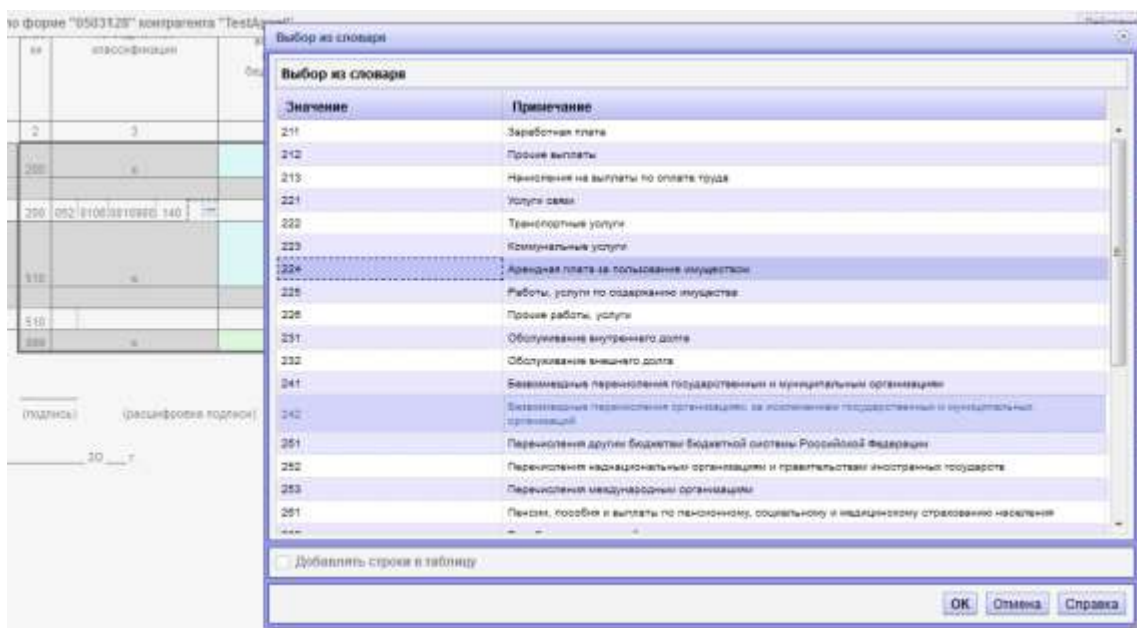 по форме "0503128" контрагента "TestAgent"
классификации
2 3
Выбор из словаря
Выбор из словаря
Значение Примечание
211 Заработная плата
212 Прочие выплаты
213 Начисления на выплаты по оплате труда
221 Услуги связи
222 Транспортные услуги
223 Коммунальные услуги
224 Арендная плата за пользование имуществом
225 Работы, услуги по содержанию имущества
226 Прочие работы, услуги
231 Обслуживание внутреннего долга
232 Обслуживание внешнего долга
241 Безвозмездные перечисления государственным и муниципальным организациям
242 Безвозмездные перечисления организациям, за исключением государственных и муниципальных
организаций
251 Перечисления другим бюджетам бюджетной системы Российской Федерации
252 Перечисления наднациональным организациям и правительствам иностранных государств
253 Перечисления международным организациям
261 Пенсии, пособия и выплаты по пенсионному, социальному и медицинскому страхованию населения
200
510
510
(подпись) (расшифровка подписи)
20 г
Добавлять строки в таблицу
OK Отмена Справка